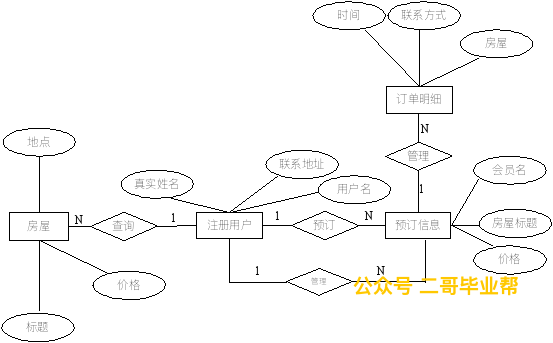 时间
联系方式
房屋
订单明细
N
管理
1
地点
真实姓名
联系地址
用户名
会员名
房屋
N
查询
1
注册用户
1
预订
N
预订信息
房屋标题
价格
价格
1
管理
N
公众号 二哥毕业帮
标题